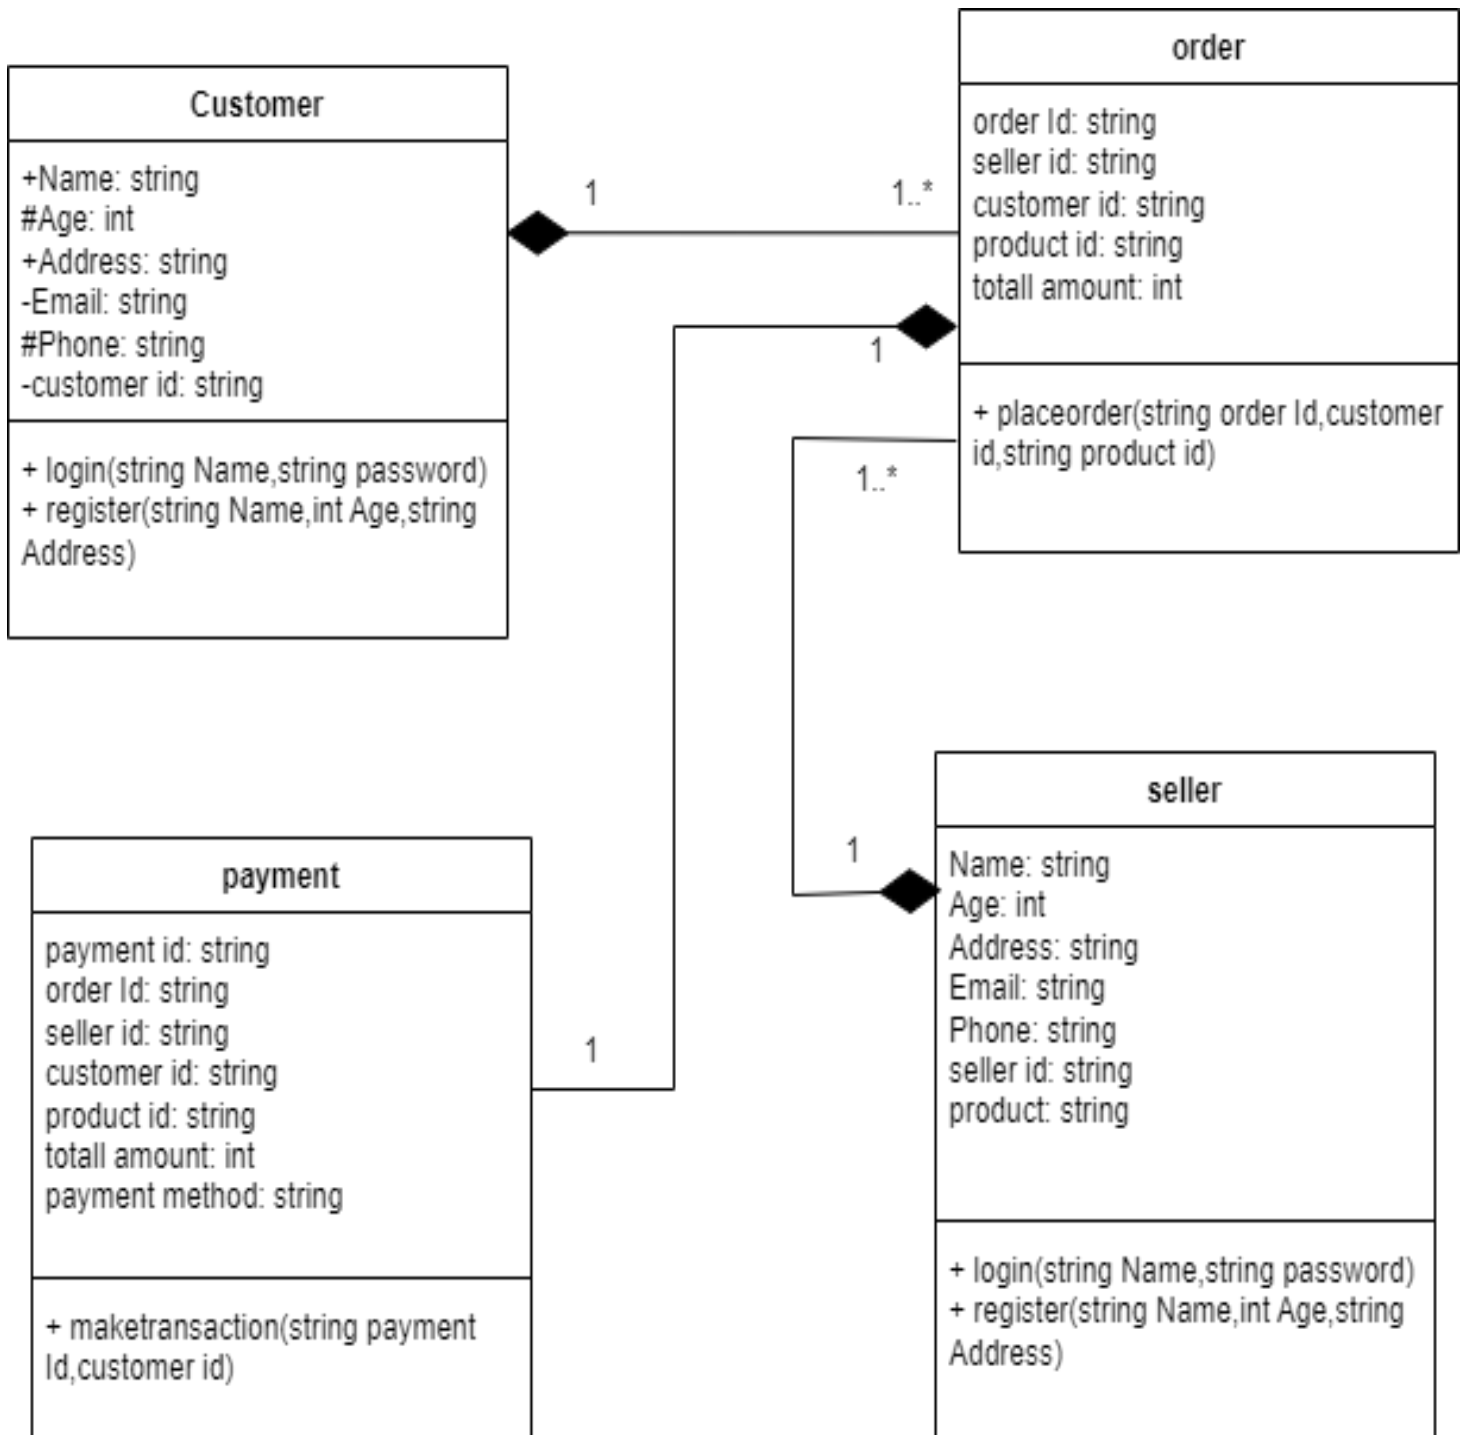 Customer
+Name: string
#Age: int
+Address: string
-Email: string
#Phone: string
-customer id: string
+ login(string Name,string password)
+ register(string Name,int Age,string
Address)
1
1..*
order
order Id: string
seller id: string
customer id: string
product id: string
totall amount: int
+ placeorder(string order Id,customer
id,string product id)
1
1..*
payment
payment id: string
order Id: string
seller id: string
customer id: string
product id: string
totall amount: int
payment method: string
+ maketransaction(string payment
Id,customer id)
1
1
seller
Name: string
Age: int
Address: string
Email: string
Phone: string
seller id: string
product: string
+ login(string Name,string password)
+ register(string Name,int Age,string
Address)